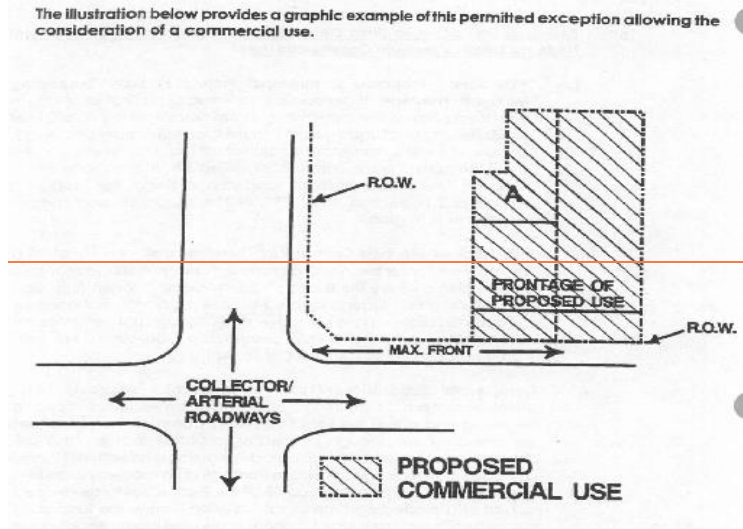 The illustration below provides a graphic example of this permitted exception allowing the
consideration of a commercial use.
R.O.W.
A
FRONTAGE OF
PROPOSED USE
R.O.W.
MAX. FRONT
COLLECTOR/
ARTERIAL
ROADWAYS
PROPOSED
COMMERCIAL USE